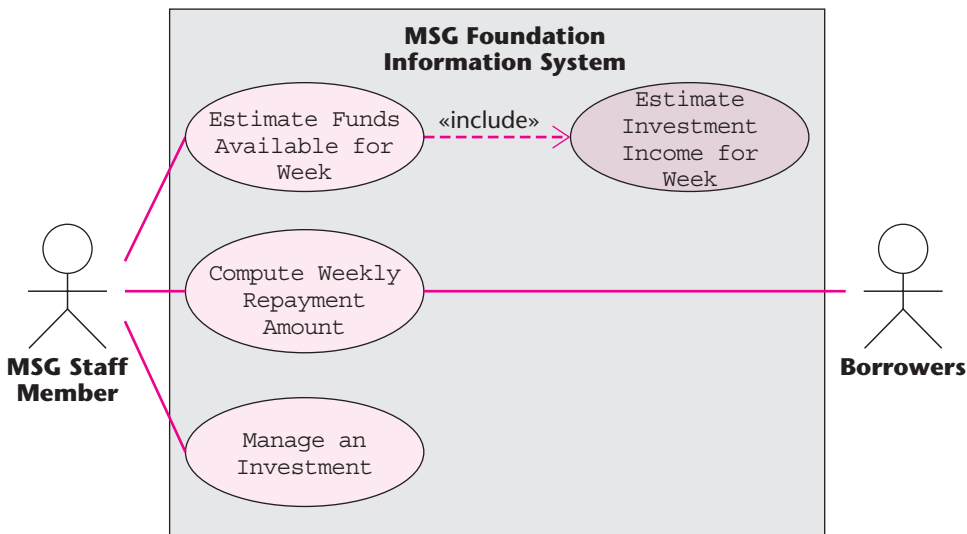 MSG Foundation
Information System
Estimate Funds
Available for
Week
«include»
Estimate
Investment
Income for
Week
Compute Weekly
Repayment
Amount
MSG Staff
Member
Borrowers
Manage an
Investment